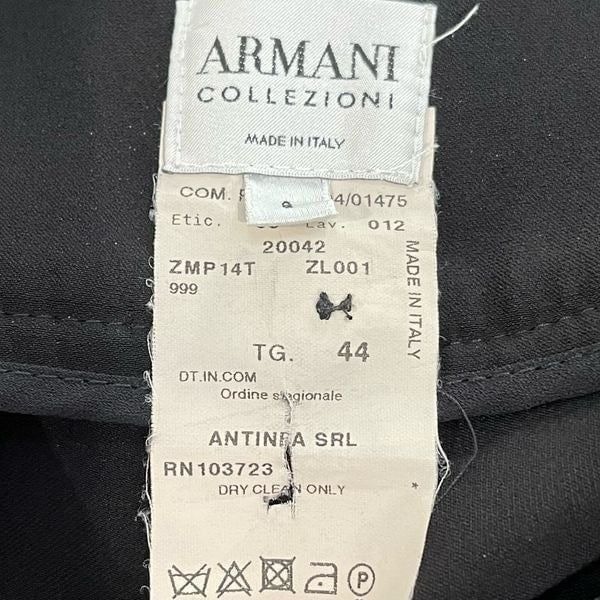 ARMANI
COLLEZIONI
MADE IN ITALY
8
COM. 4/01475
Etic. Lav. 012
20042
ZMP14T ZL001
999
MADE IN ITALY
TG. 44
DT.IN.COM
Ordine stagionale
ANTINEA SRL
RN103723
DRY CLEAN ONLY *
P